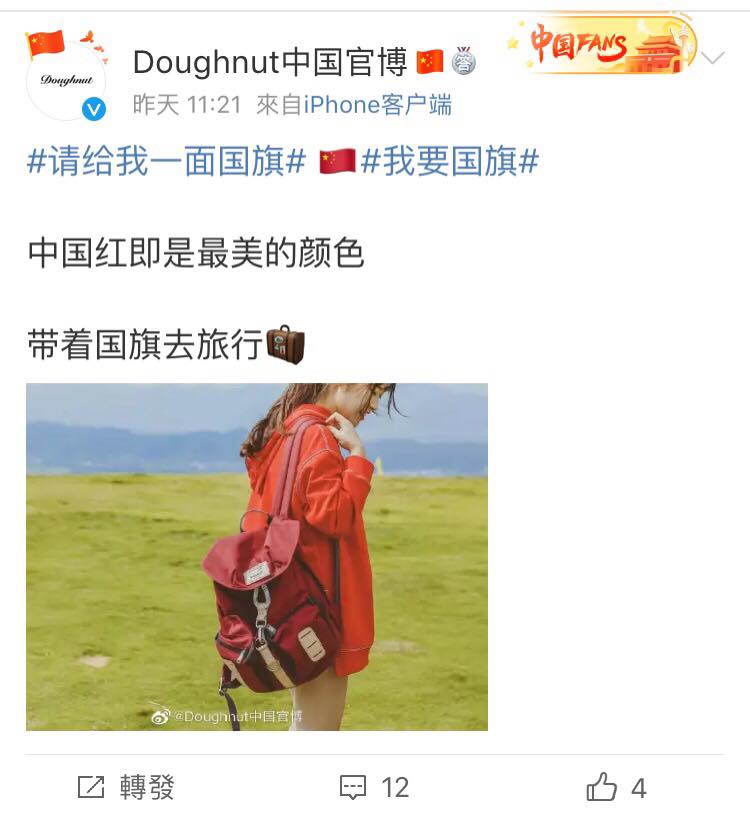 Doughnut
Doughnut中国官博
答
中国FANS
昨天 11:21 來自iPhone客户端
#请给我一面国旗# #我要国旗#
中国红即是最美的颜色
带着国旗去旅行
@Doughnut中国官博
轉發
12
4